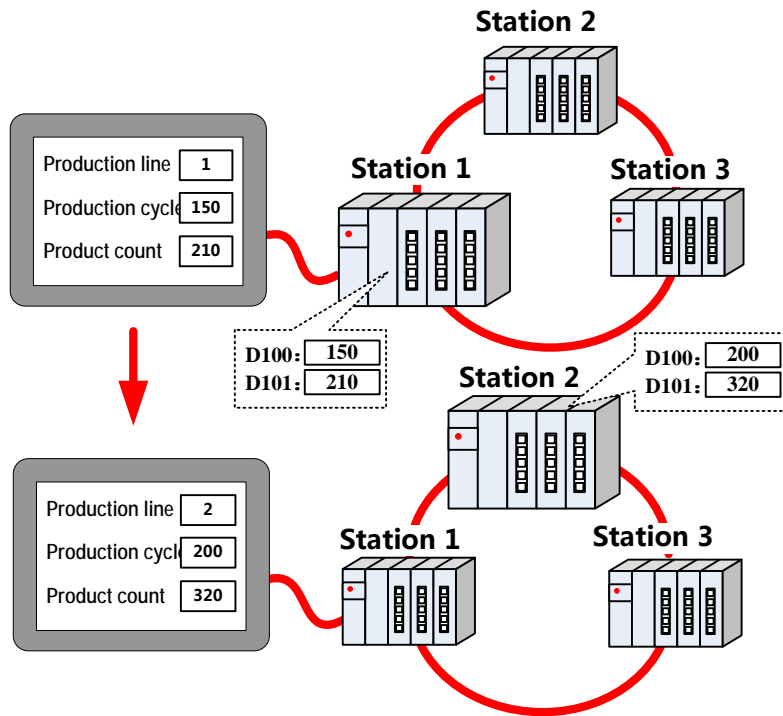 Station 2
Production line 1
Production cycle 150
Product count 210
Station 1
Station 3
D100: 150
D101: 210
D100: 200
D101: 320
Station 2
Production line 2
Production cycle 200
Product count 320
Station 1
Station 3